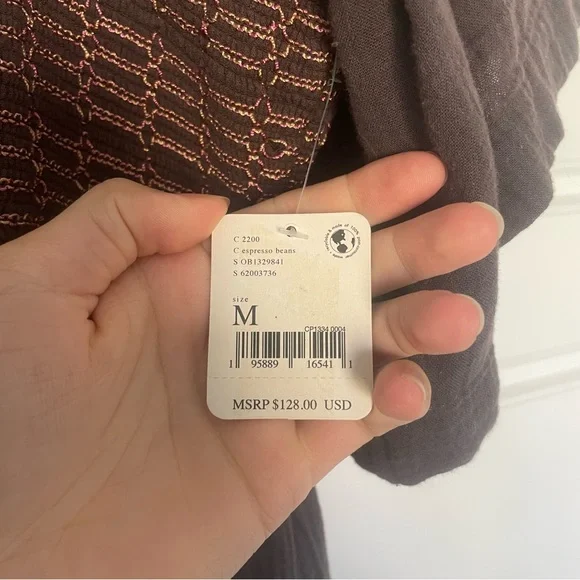 C 2200
C espresso beans
S OB1329841
S 62003736
size
M
CP1334 0004
1 95889 16541 1
MSRP $128.00 USD